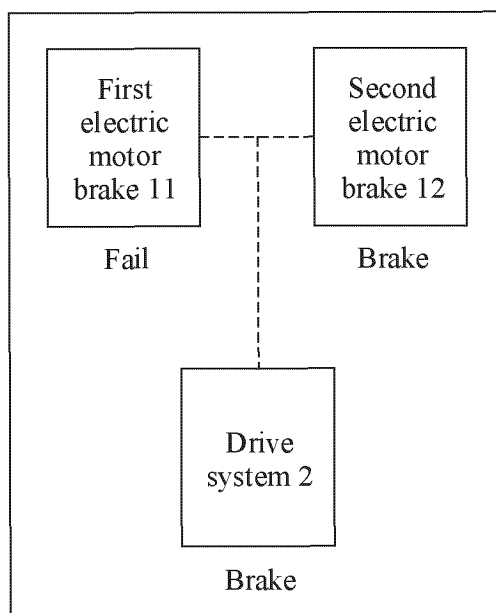 First
electric
motor
brake 11
Fail
Second
electric
motor
brake 12
Brake
Drive
system 2
Brake